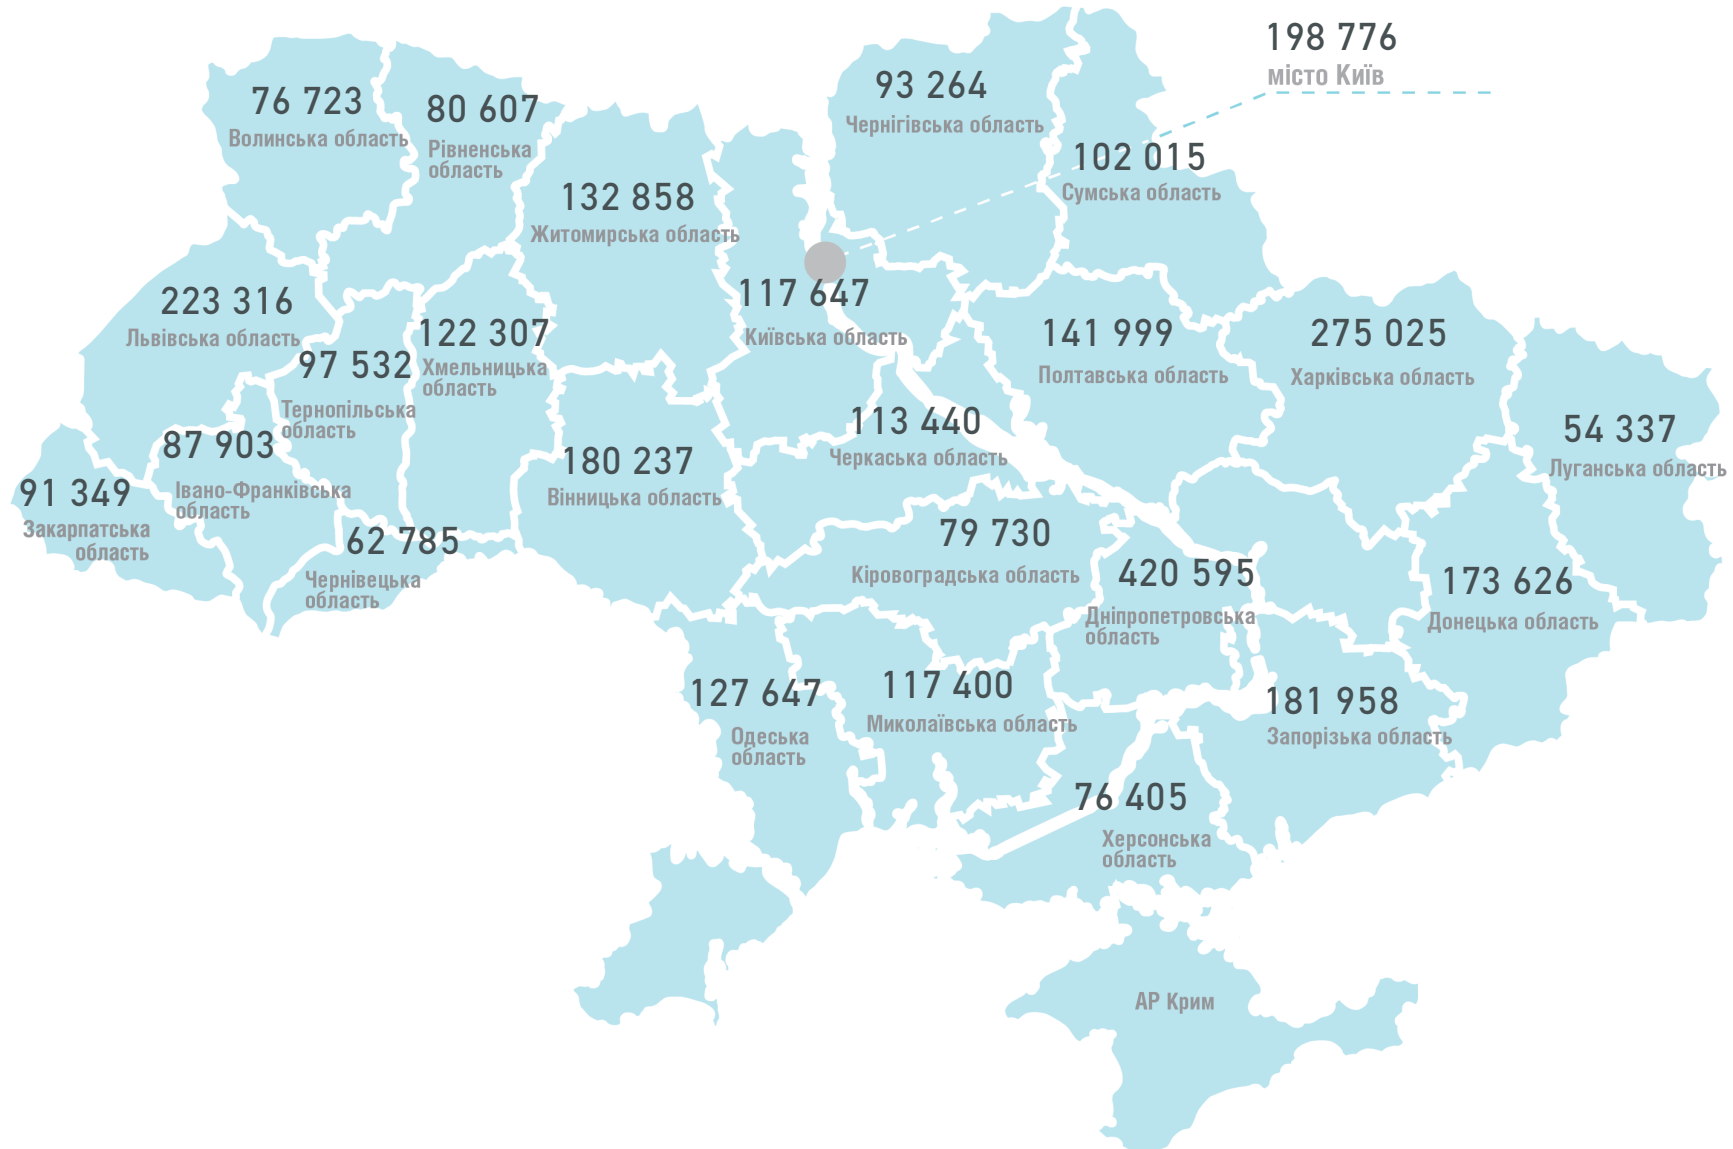 198 776
місто Київ
93 264
Чернігівська область
76 723
Волинська область
80 607
Рівненська
область
102 015
Сумська область
132 858
Житомирська область
223 316
Львівська область
117 647
Київська область
122 307
Хмельницька
область
97 532
Тернопільська
область
141 999
Полтавська область
275 025
Харківська область
113 440
Черкаська область
54 337
Луганська область
87 903
Івано-Франківська
область
180 237
Вінницька область
91 349
Закарпатська
область
62 785
Чернівецька
область
79 730
Кіровоградська область
420 595
Дніпропетровська
область
173 626
Донецька область
127 647
Одеська
область
117 400
Миколаївська область
181 958
Запорізька область
76 405
Херсонська
область
АР Крим